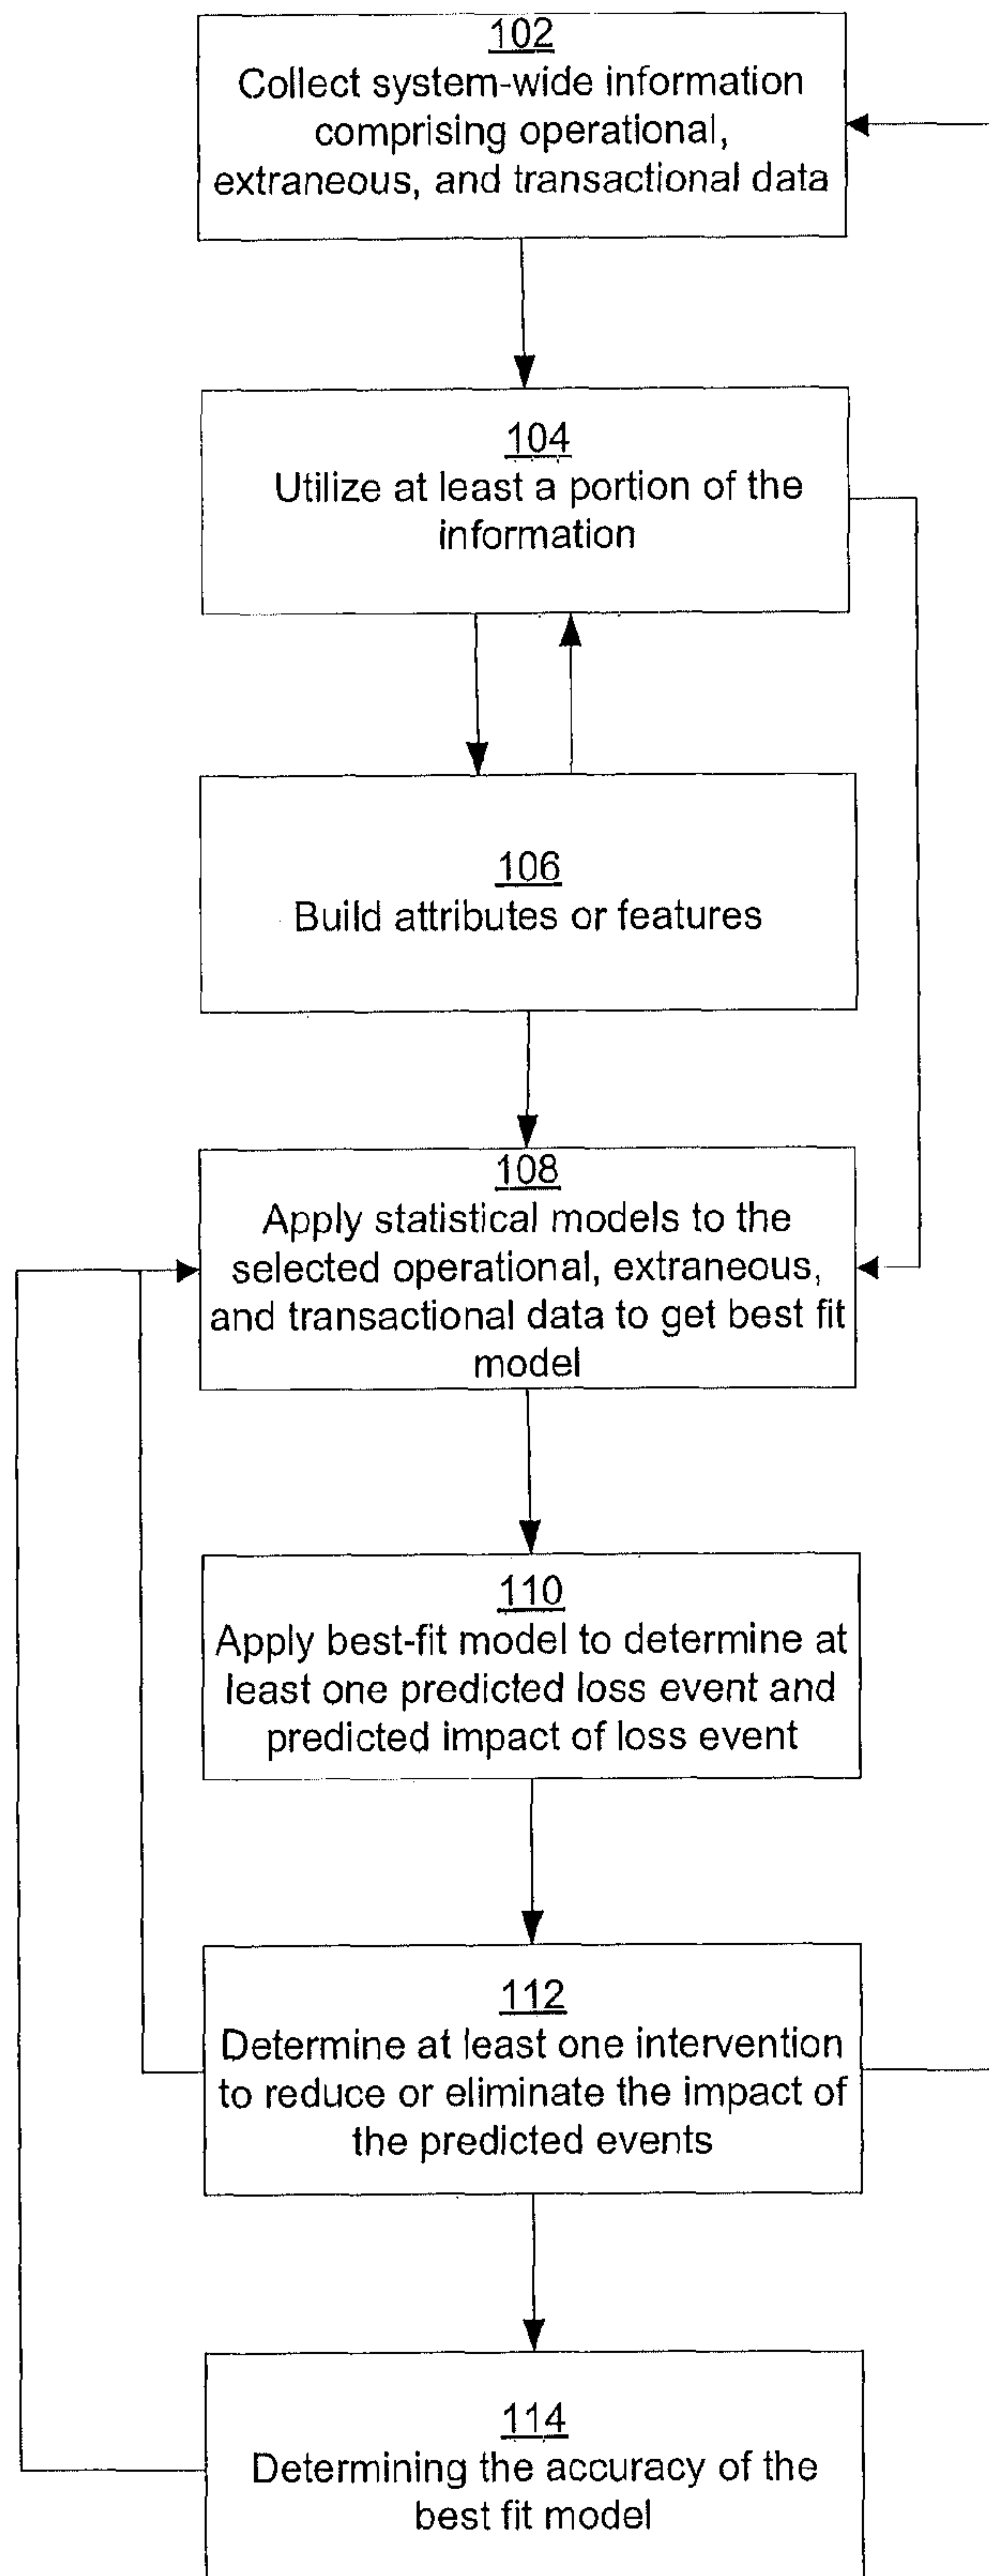 102
Collect system-wide information
comprising operational,
extraneous, and transactional data
104
Utilize at least a portion of the
information
106
Build attributes or features
108
Apply statistical models to the
selected operational, extraneous,
and transactional data to get best fit
model
110
Apply best-fit model to determine at
least one predicted loss event and
predicted impact of loss event
112
Determine at least one intervention
to reduce or eliminate the impact of
the predicted events
114
Determining the accuracy of the
best fit model